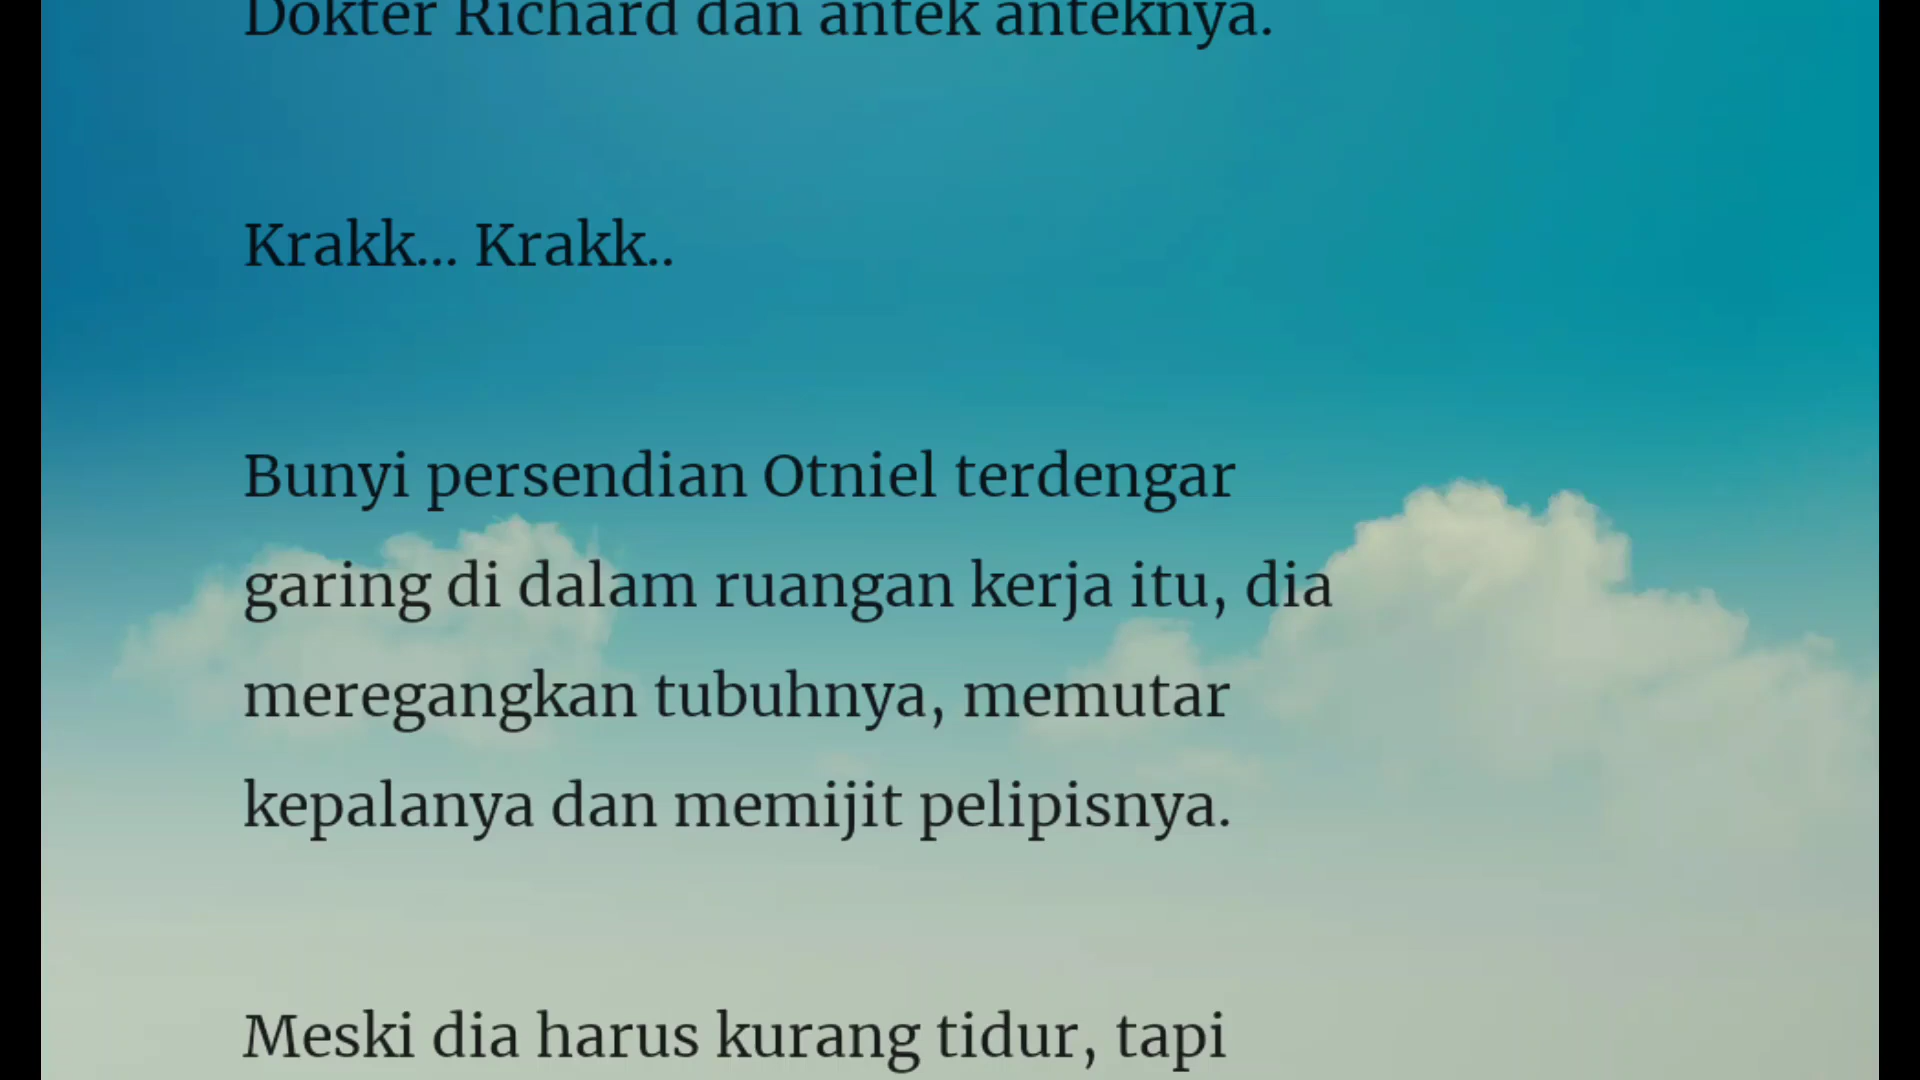 Dokter Richard dan antek anteknya.
Krakk... Krakk..
Bunyi persendian Otniel terdengar
garing di dalam ruangan kerja itu, dia
meregangkan tubuhnya, memutar
kepalanya dan memijit pelipisnya.
Meski dia harus kurang tidur, tapi